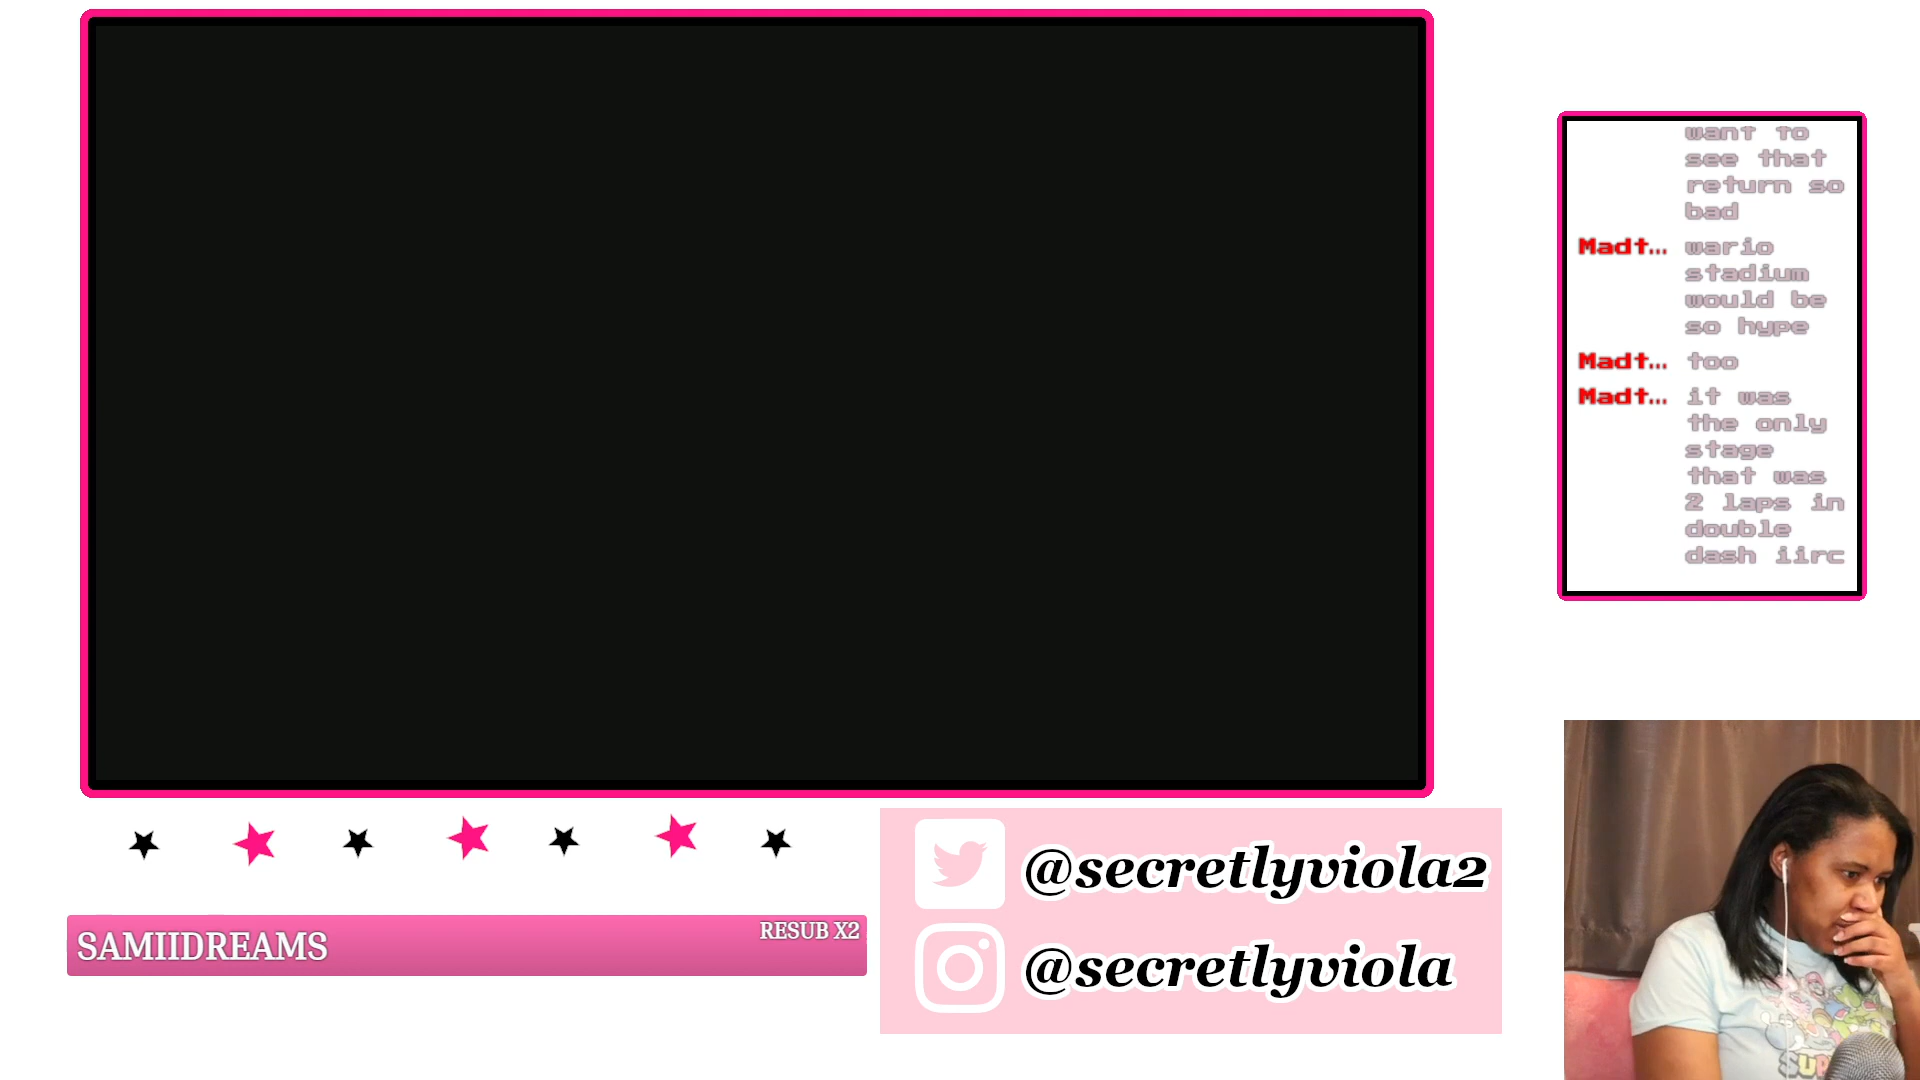 want to
see that
return so
bad
Madt... wario
stadium
would be
so hype
Madt... too
Madt... it was
the only
stage
that was
2 laps in
double
dash iirc
@secretlyviola2
SAMIIDREAMS RESUB X2
@secretlyviola
SUP